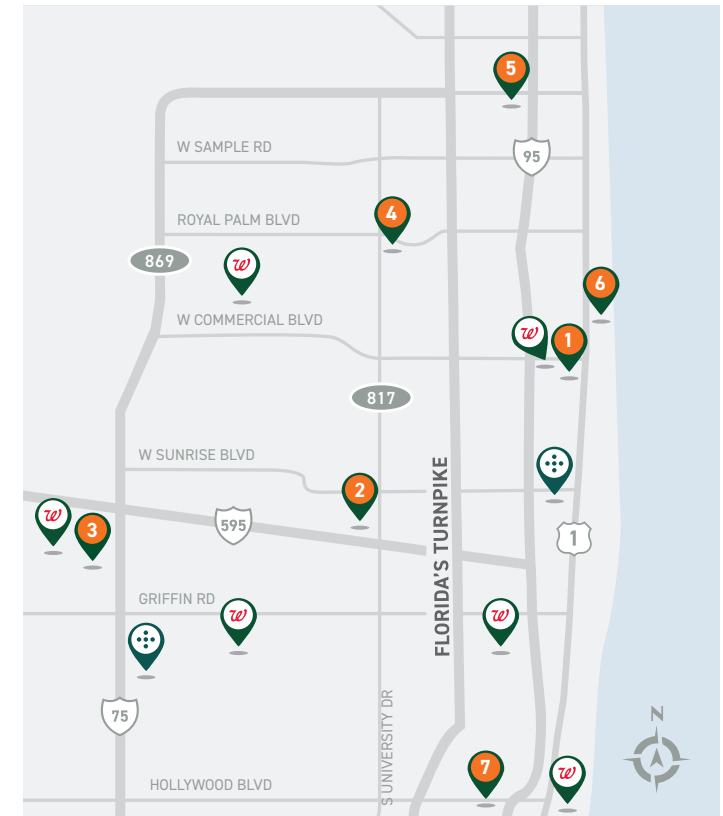 5
W SAMPLE RD
95
4
ROYAL PALM BLVD
869
w
6
W COMMERCIAL BLVD
w
1
817
W SUNRISE BLVD
FLORIDA'S TURNPIKE
2
w
3
595
1
GRIFFIN RD
w
w
75
S UNIVERSITY DR
N
7
w
HOLLYWOOD BLVD